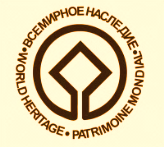 ВСЕМИРНОЕ НАСЛЕДИЕ •
WORLD HERITAGE •
PATRIMOINE MONDIAL •